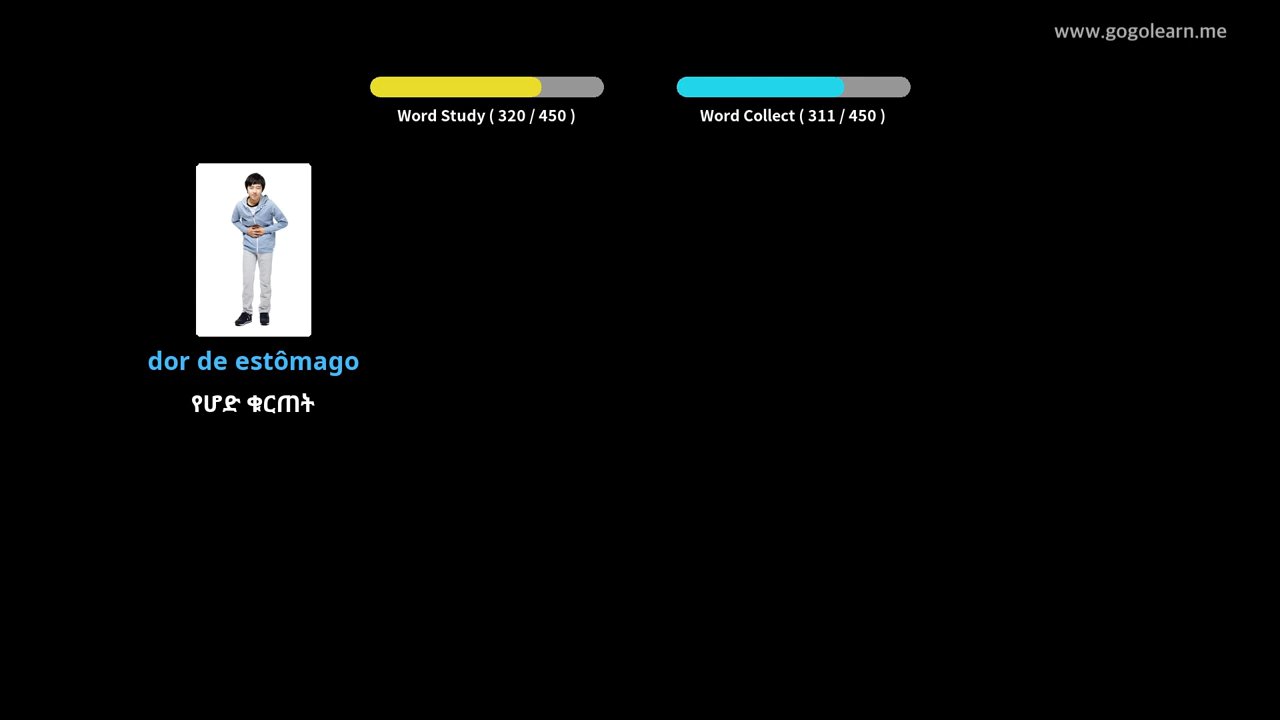 www.gogolearn.me
Word Study ( 320 / 450 )
Word Collect ( 311 / 450 )
dor de estômago
የሆድ ቁርጠት